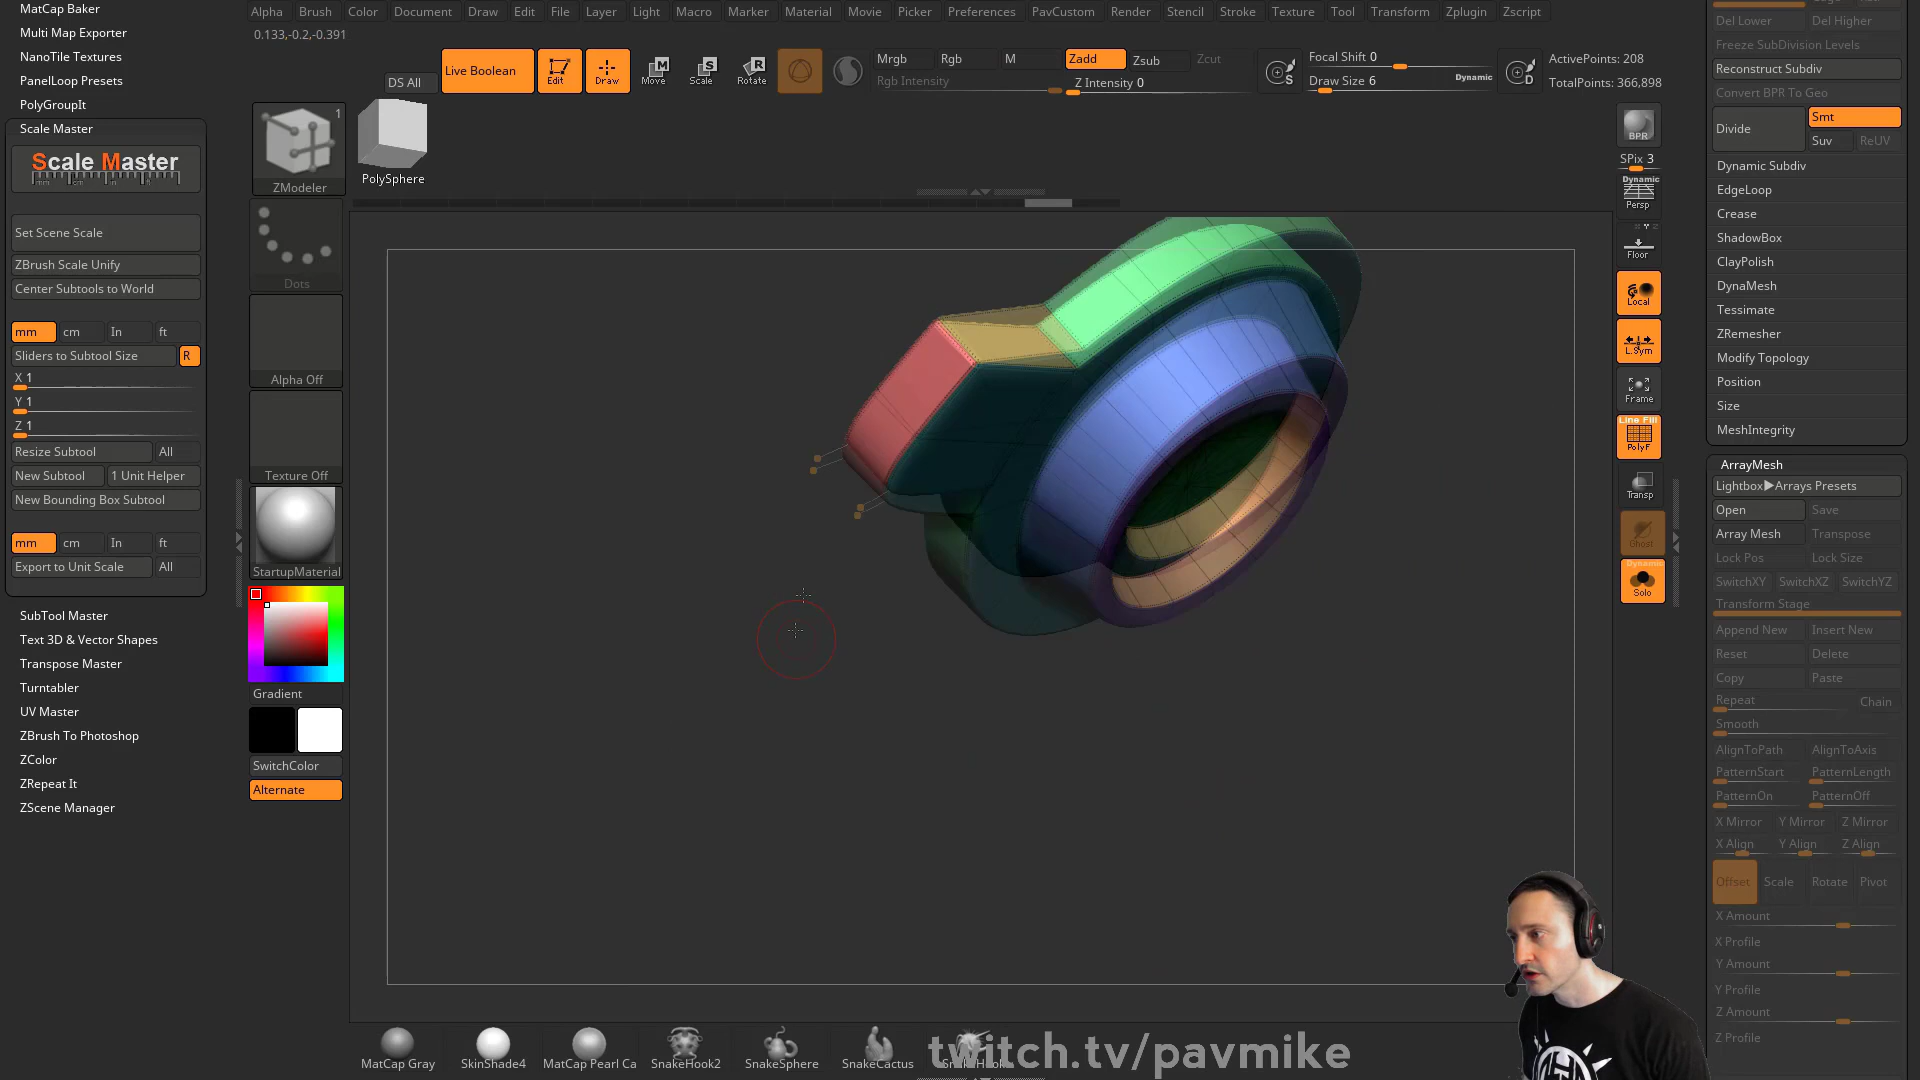 MatCap Baker
Multi Map Exporter
NanoTile Textures
PanelLoop Presets
PolyGroupIt
Scale Master
Scale Master
mm cm in ft
Set Scene Scale
ZBrush Scale Unify
Center Subtools to World
mm cm In ft
Sliders to Subtool Size R
X 1
Y 1
Z 1
Resize Subtool All
New Subtool 1 Unit Helper
New Bounding Box Subtool
mm cm In ft
Export to Unit Scale All
SubTool Master
Text 3D & Vector Shapes
Transpose Master
Turntabler
UV Master
ZBrush To Photoshop
ZColor
ZRepeat It
ZScene Manager
Alpha Brush Color Document Draw Edit File Layer Light Macro Marker Material Movie Picker Preferences PavCustom Render Stencil Stroke Texture Tool Transform Zplugin Zscript
0.133,-0.2,-0.391
DS All
Live Boolean
Edit
Draw
M
Move
S
Scale
R
Rotate
Mrgb Rgb M
Rgb Intensity
Zadd Zsub Zcut
Z Intensity 0
S
Focal Shift 0
Draw Size 6
Dynamic
D
ActivePoints: 208
TotalPoints: 366,898
1
ZModeler
PolySphere
Dots
Alpha Off
Texture Off
StartupMaterial
Gradient
SwitchColor
Alternate
BPR
SPix 3
Dynamic
Persp
Floor
Local
L.Sym
Frame
Line Fill
PolyF
Transp
Ghost
Dynamic
Solo
Del Lower Del Higher
Freeze SubDivision Levels
Reconstruct Subdiv
Convert BPR To Geo
Divide
Smt
Suv ReUV
Dynamic Subdiv
EdgeLoop
Crease
ShadowBox
ClayPolish
DynaMesh
Tessimate
ZRemesher
Modify Topology
Position
Size
MeshIntegrity
ArrayMesh
Lightbox▶Arrays Presets
Open Save
Array Mesh Transpose
Lock Pos Lock Size
SwitchXY SwitchXZ SwitchYZ
Transform Stage
Append New Insert New
Reset Delete
Copy Paste
Repeat Chain
Smooth
AlignToPath AlignToAxis
PatternStart PatternLength
PatternOn PatternOff
X Mirror Y Mirror Z Mirror
X Align Y Align Z Align
Offset Scale Rotate Pivot
X Amount
X Profile
Y Amount
Y Profile
Z Amount
Z Profile
MatCap Gray SkinShade4 MatCap Pearl Ca SnakeHook2 SnakeSphere SnakeCactus
twitch.tv/pavmike